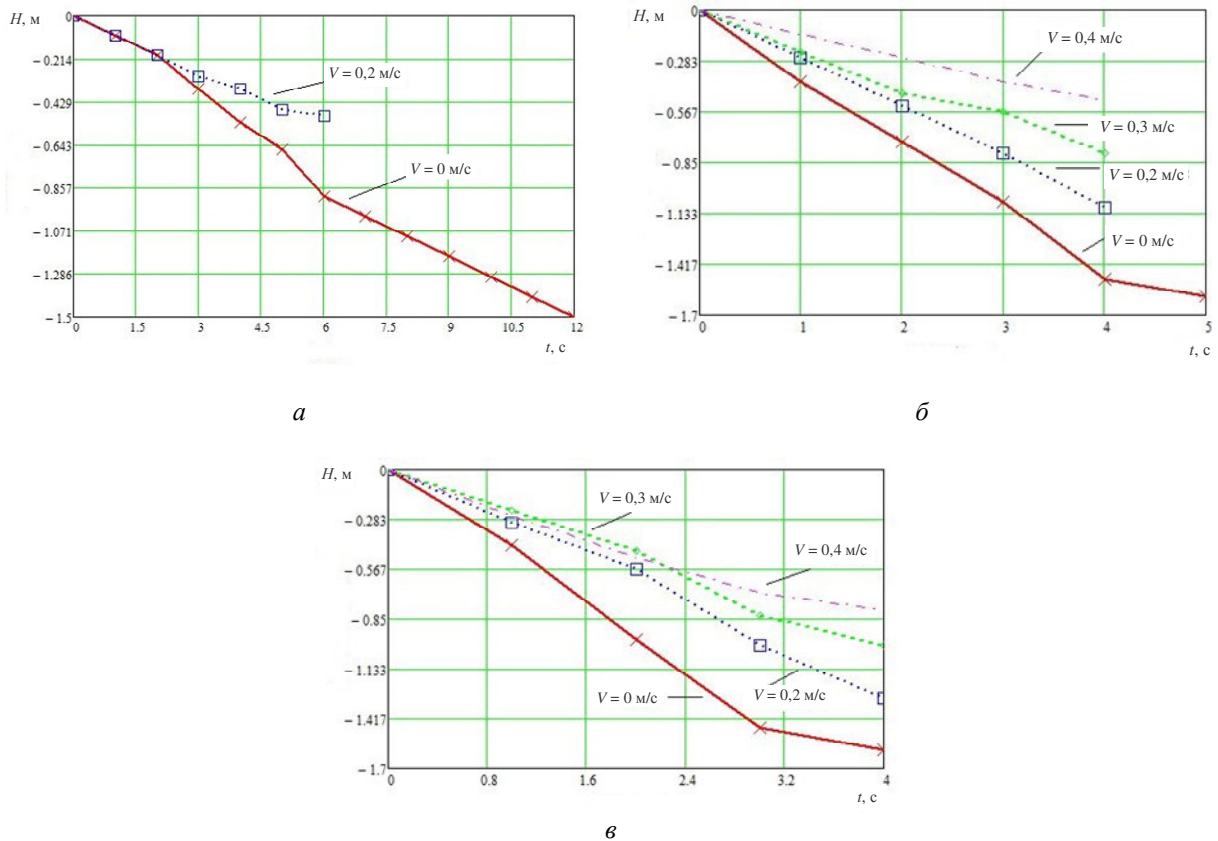 H, м
0
– 0.214
– 0.429
– 0.643
– 0.857
– 1.071
– 1.286
– 1.5
0 1.5 3 4.5 6 7.5 9 10.5 12
t, с
V = 0,2 м/с
V = 0 м/с
а
H, м
0
– 0.283
– 0.567
– 0.85
– 1.133
– 1.417
– 1.7
0 1 2 3 4 5
t, с
V = 0,4 м/с
V = 0,3 м/с
V = 0,2 м/с
V = 0 м/с
б
H, м
0
– 0.283
– 0.567
– 0.85
– 1.133
– 1.417
– 1.7
0 0.8 1.6 2.4 3.2 4
t, с
V = 0,3 м/с
V = 0,4 м/с
V = 0 м/с
V = 0,2 м/с
в